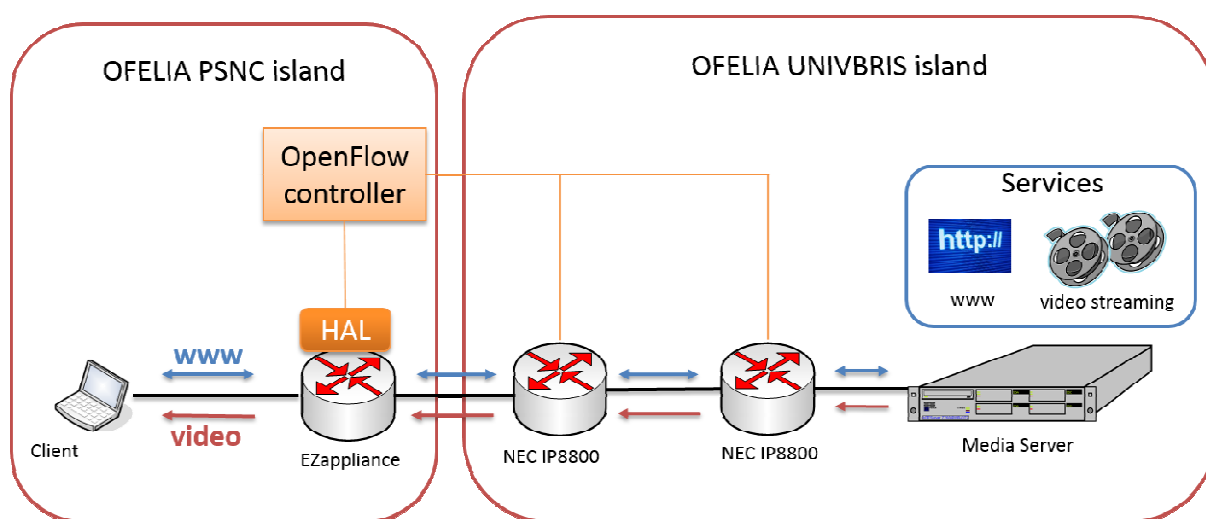 OFELIA PSNC island
OFELIA UNIVBRIS island
OpenFlow
controller
Services
http://
www
video streaming
HAL
www
video
Client
EZappliance
NEC IP8800
NEC IP8800
Media Server